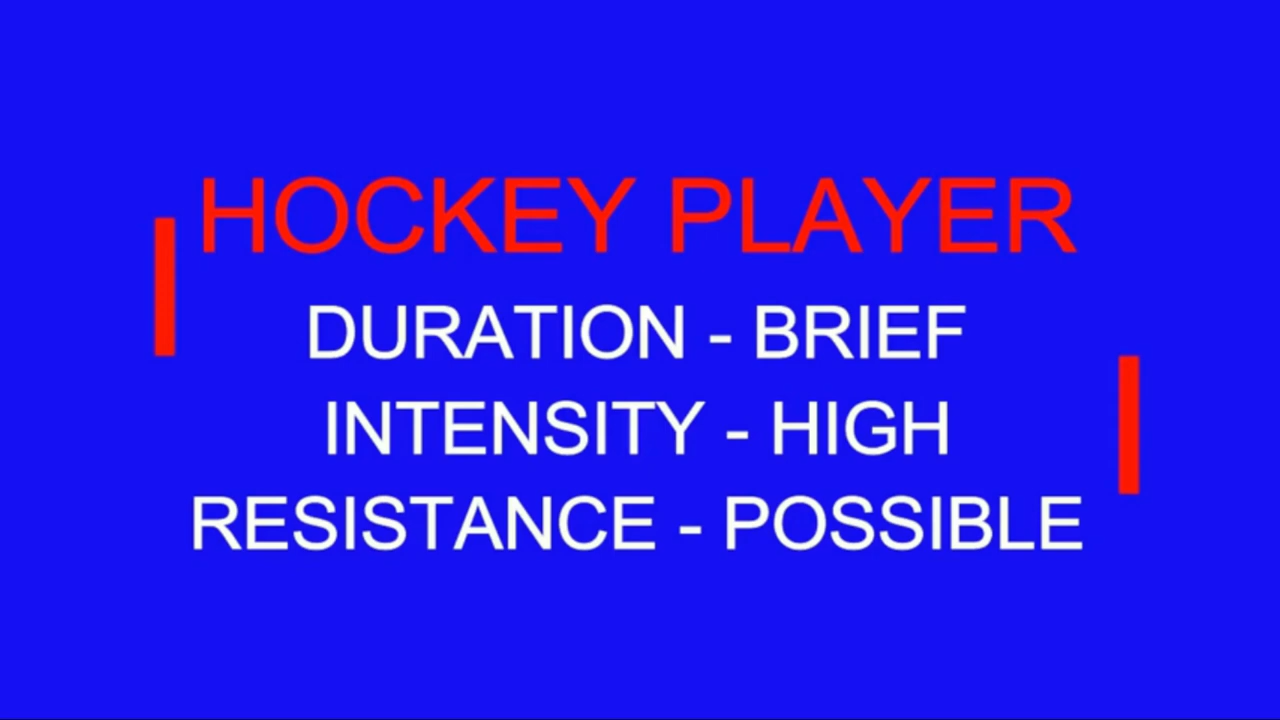 HOCKEY PLAYER
DURATION - BRIEF
INTENSITY - HIGH
RESISTANCE - POSSIBLE